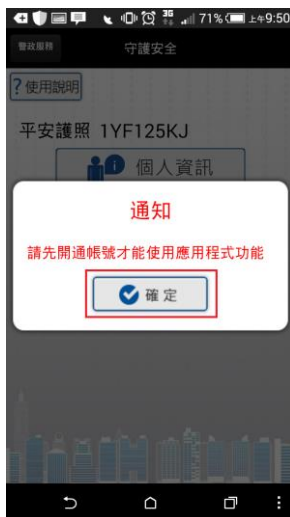 3G 71% 上午9:50
警政服務 守護安全
?使用說明
平安護照 1YF125KJ
個人資訊
通知
請先開通帳號才能使用應用程式功能
確定